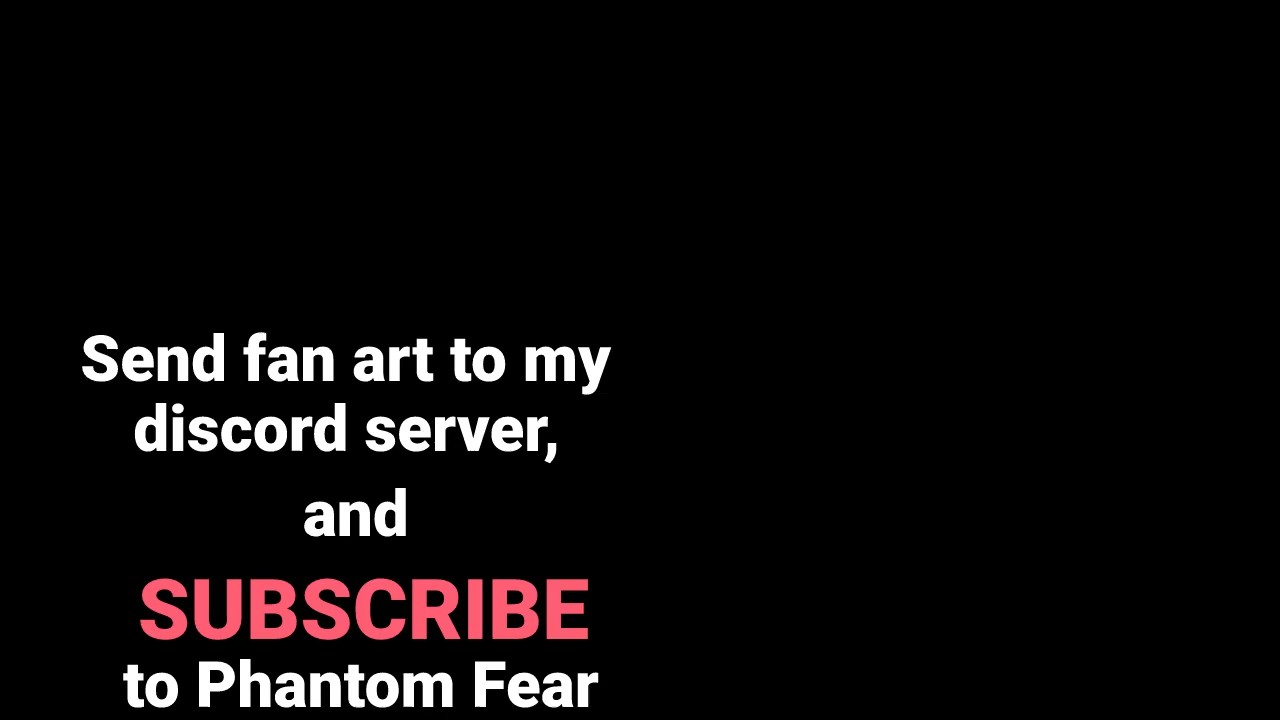 Send fan art to my
discord server,
and
SUBSCRIBE
to Phantom Fear